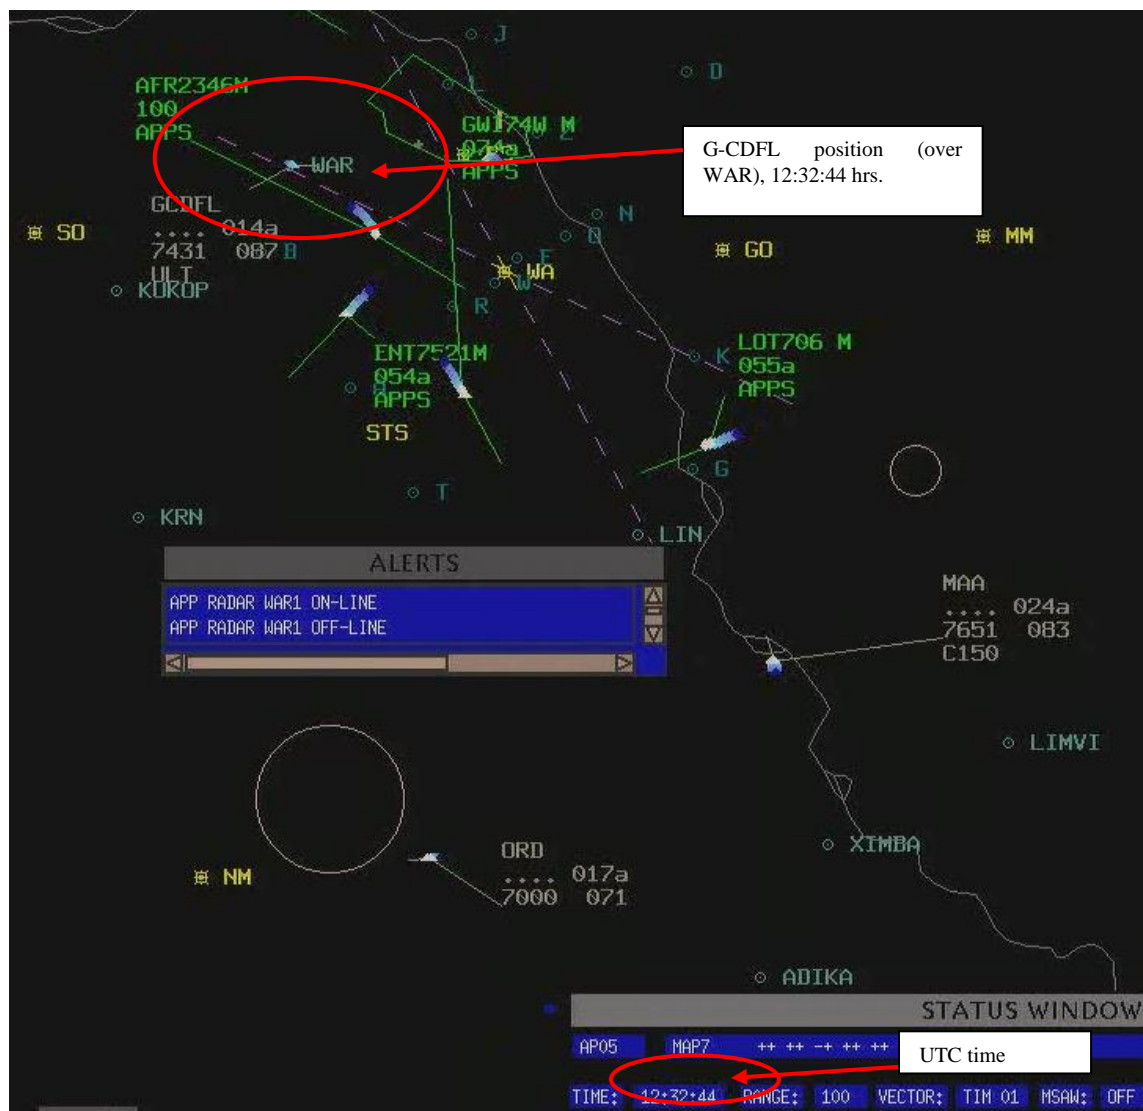 J
D
AFR2346M
L
100
GWI74W M
APPS
074a
Z
APPS
WAR
G-CDFL position (over
WAR), 12:32:44 hrs.
GCDFL
.... 014a
7431 087
ULT
B
SO
N
O
GO
MM
F
WA
W
KOKOP
R
ENT7521M
054a
APPS
STS
K
LOT706 M
055a
APPS
G
T
KRN
LIN
ALERTS
APP RADAR WAR1 ON-LINE
APP RADAR WAR1 OFF-LINE
MAA
.... 024a
7651 083
C150
LIMVI
XIMBA
ORD
.... 017a
7000 071
NM
ADIKA
STATUS WINDOW
AP05 MAP7 ++ ++ -+ ++ ++
UTC time
TIME: 12:32:44 RANGE: 100 VECTOR: TIM 01 MSAW: OFF